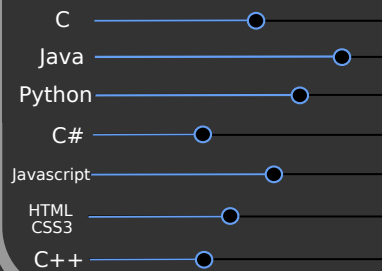 C
Java
Python
C#
Javascript
HTML
CSS3
C++